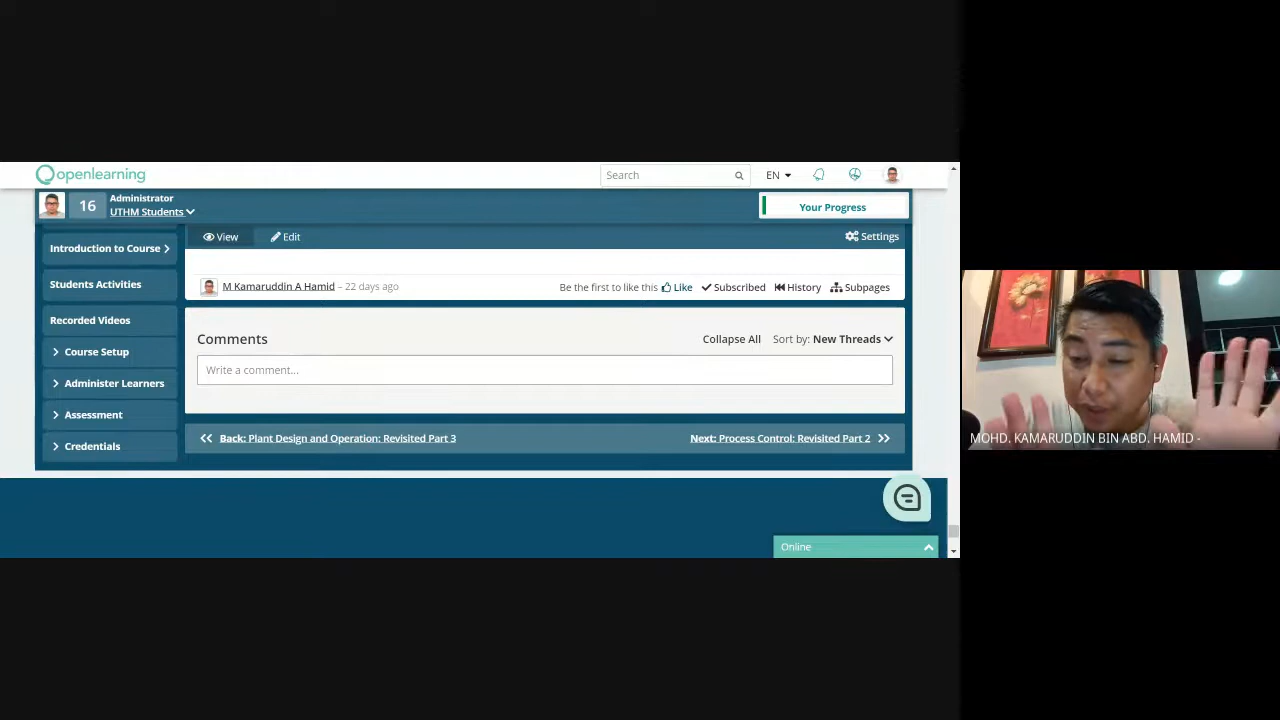 openlearning
Search
EN
16
Administrator
UTHM Students
Your Progress
Introduction to Course
Students Activities
Recorded Videos
Course Setup
Administer Learners
Assessment
Credentials
View
Edit
Settings
M Kamaruddin A Hamid – 22 days ago
Be the first to like this Like Subscribed History Subpages
Comments
Collapse All Sort by: New Threads
Write a comment...
Back: Plant Design and Operation: Revisited Part 3
Next: Process Control: Revisited Part 2
Online
MOHD. KAMARUDDIN BIN ABD. HAMID -